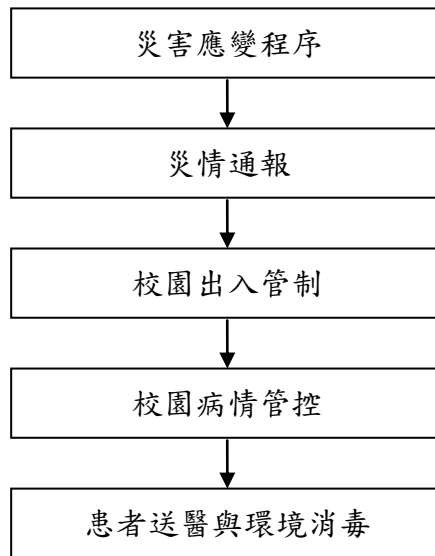 災害應變程序
災情通報
校園出入管制
校園病情管控
患者送醫與環境消毒